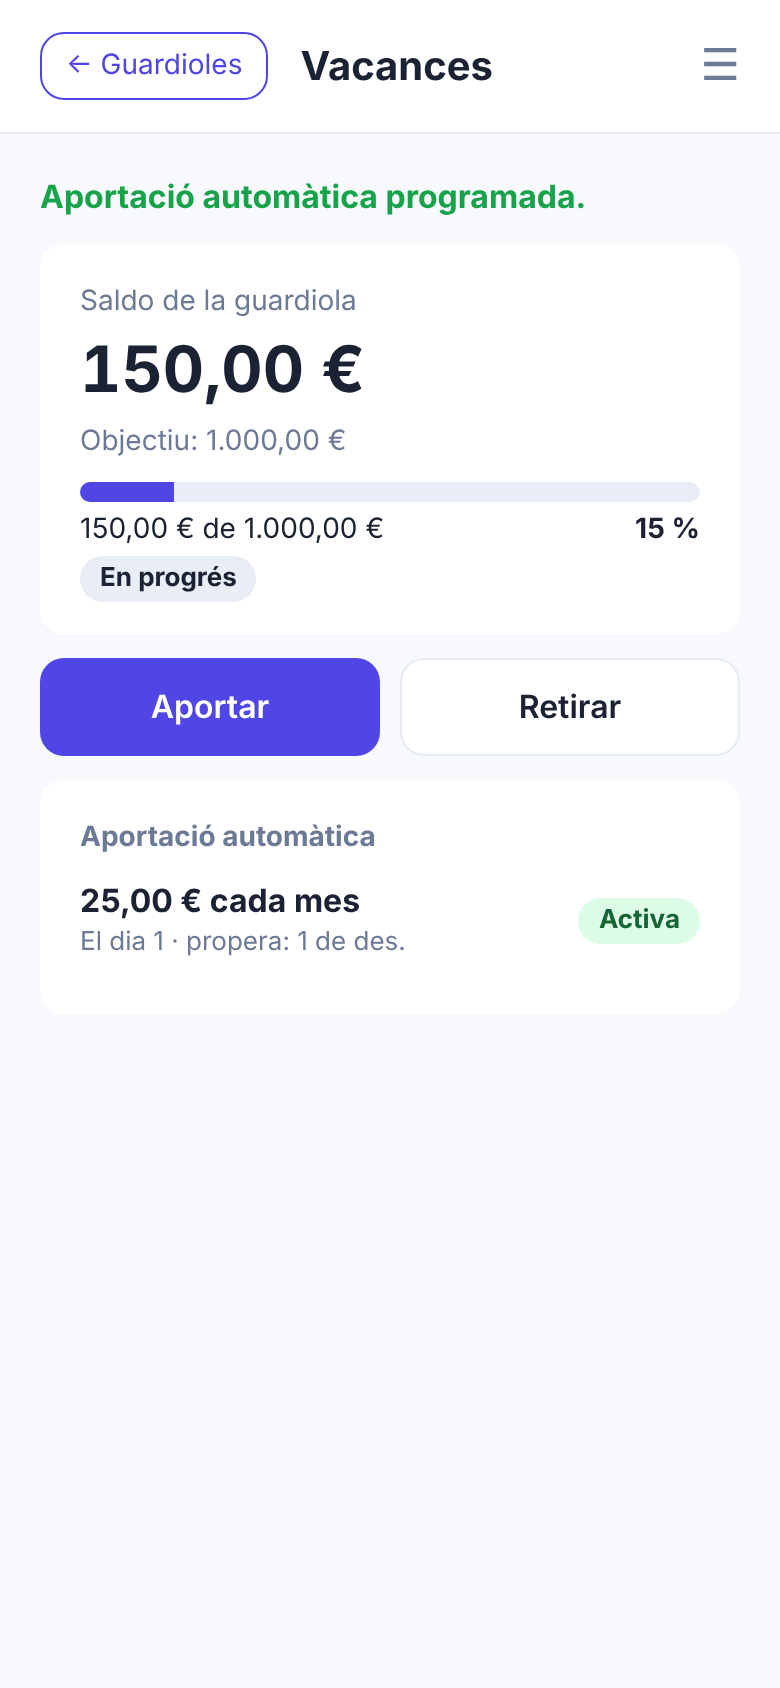 ← Guardioles
Vacances
Aportació automàtica programada.
Saldo de la guardiola
150,00 €
Objectiu: 1.000,00 €
150,00 € de 1.000,00 €
15 %
En progrés
Aportar
Retirar
Aportació automàtica
25,00 € cada mes
El dia 1 · propera: 1 de des.
Activa